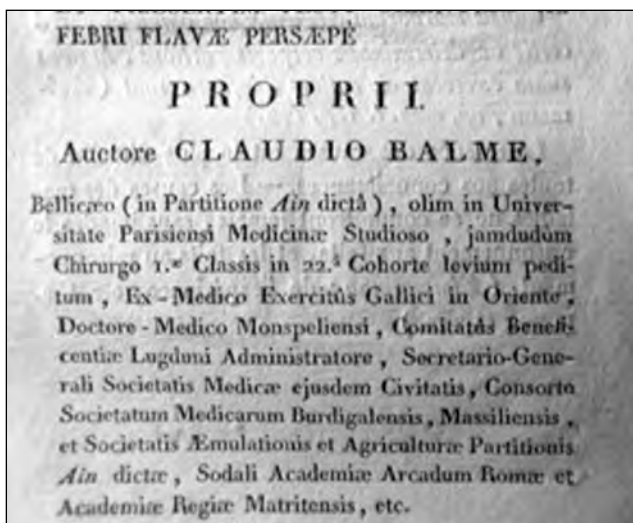 FEBRI FLAVÆ PERSÆPÈ
PROPRII.
Auctore CLAUDIO BALME,
Bellicæo ( in Partitione Ain dictâ ) , olim in Univer-
sitate Parisiensi Medicinæ Studioso , jamdudùm
Chirurgo 1.æ Classis in 22.â Cohorte levium pedi-
tum , Ex-Medico Exercitûs Gallici in Oriente ,
Doctore-Medico Monspeliensi , Comitatûs Benefi-
centiæ Lugduni Administratore , Secretario-Gene-
rali Societatis Medicæ ejusdem Civitatis , Consorte
Societatum Medicarum Burdigalensis , Massiliensis ,
et Societatis Æmulationis et Agriculturæ Partitionis
Ain dictæ , Sodali Academiæ Arcadum Romæ et
Academiæ Regiæ Matritensis , etc.